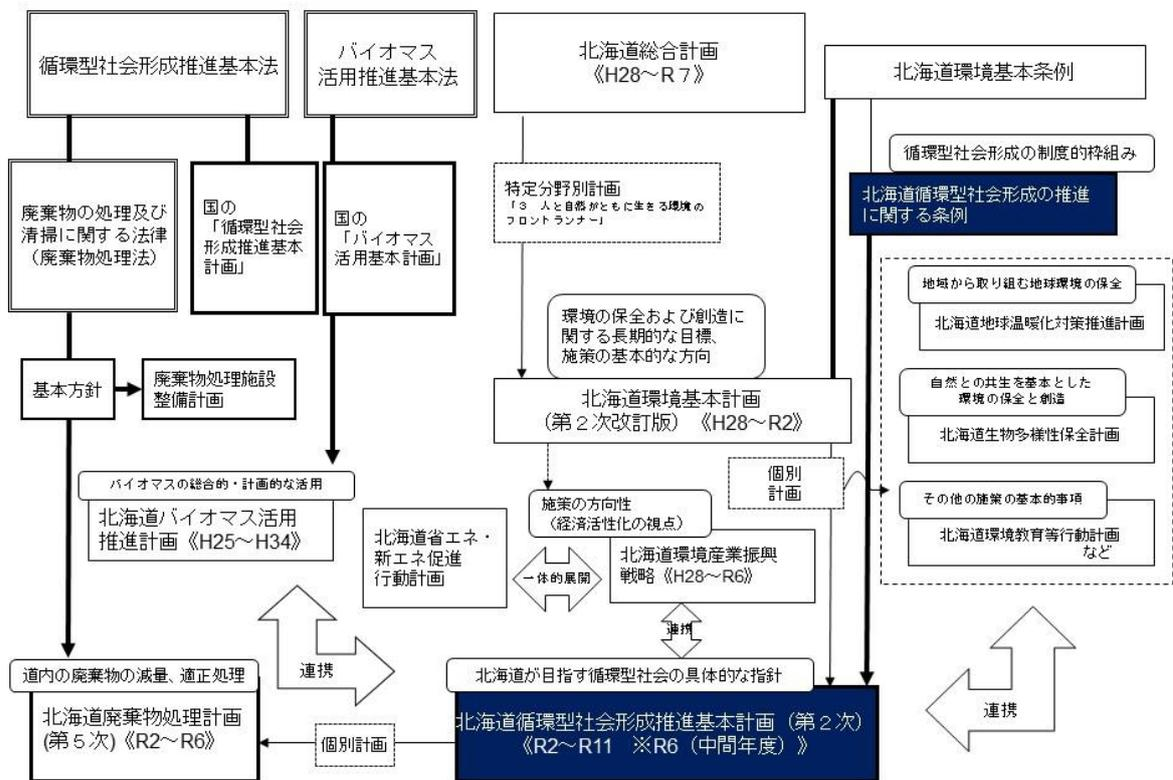 循環型社会形成推進基本法
バイオマス
活用推進基本法
北海道総合計画
《H28～R７》
北海道環境基本条例
循環型社会形成の制度的枠組み
北海道循環型社会形成の推進
に関する条例
廃棄物の処理及び
清掃に関する法律
（廃棄物処理法）
国の
「循環型社会
形成推進基本
計画」
国の
「バイオマス
活用基本計画」
特定分野別計画
「３　人と自然がともに生きる環境の
フロントランナー」
地域から取り組む地球環境の保全
北海道地球温暖化対策推進計画
環境の保全および創造に
関する長期的な目標、
施策の基本的な方向
基本方針
廃棄物処理施設
整備計画
北海道環境基本計画
（第２次改訂版）《H28～R2》
自然との共生を基本とした
環境の保全と創造
北海道生物多様性保全計画
個別
計画
バイオマスの総合的・計画的な活用
北海道バイオマス活用
推進計画《H25～H34》
施策の方向性
（経済活性化の視点）
その他の施策の基本的事項
北海道環境教育等行動計画
など
北海道省エネ・
新エネ促進
行動計画
一体的展開
北海道環境産業振興
戦略《H28～R6》
連携
連携
道内の廃棄物の減量、適正処理
北海道が目指す循環型社会の具体的な指針
連携
北海道廃棄物処理計画
(第５次)《R2～R6》
個別計画
北海道循環型社会形成推進基本計画（第２次）
《R2～R11　※R6（中間年度）》